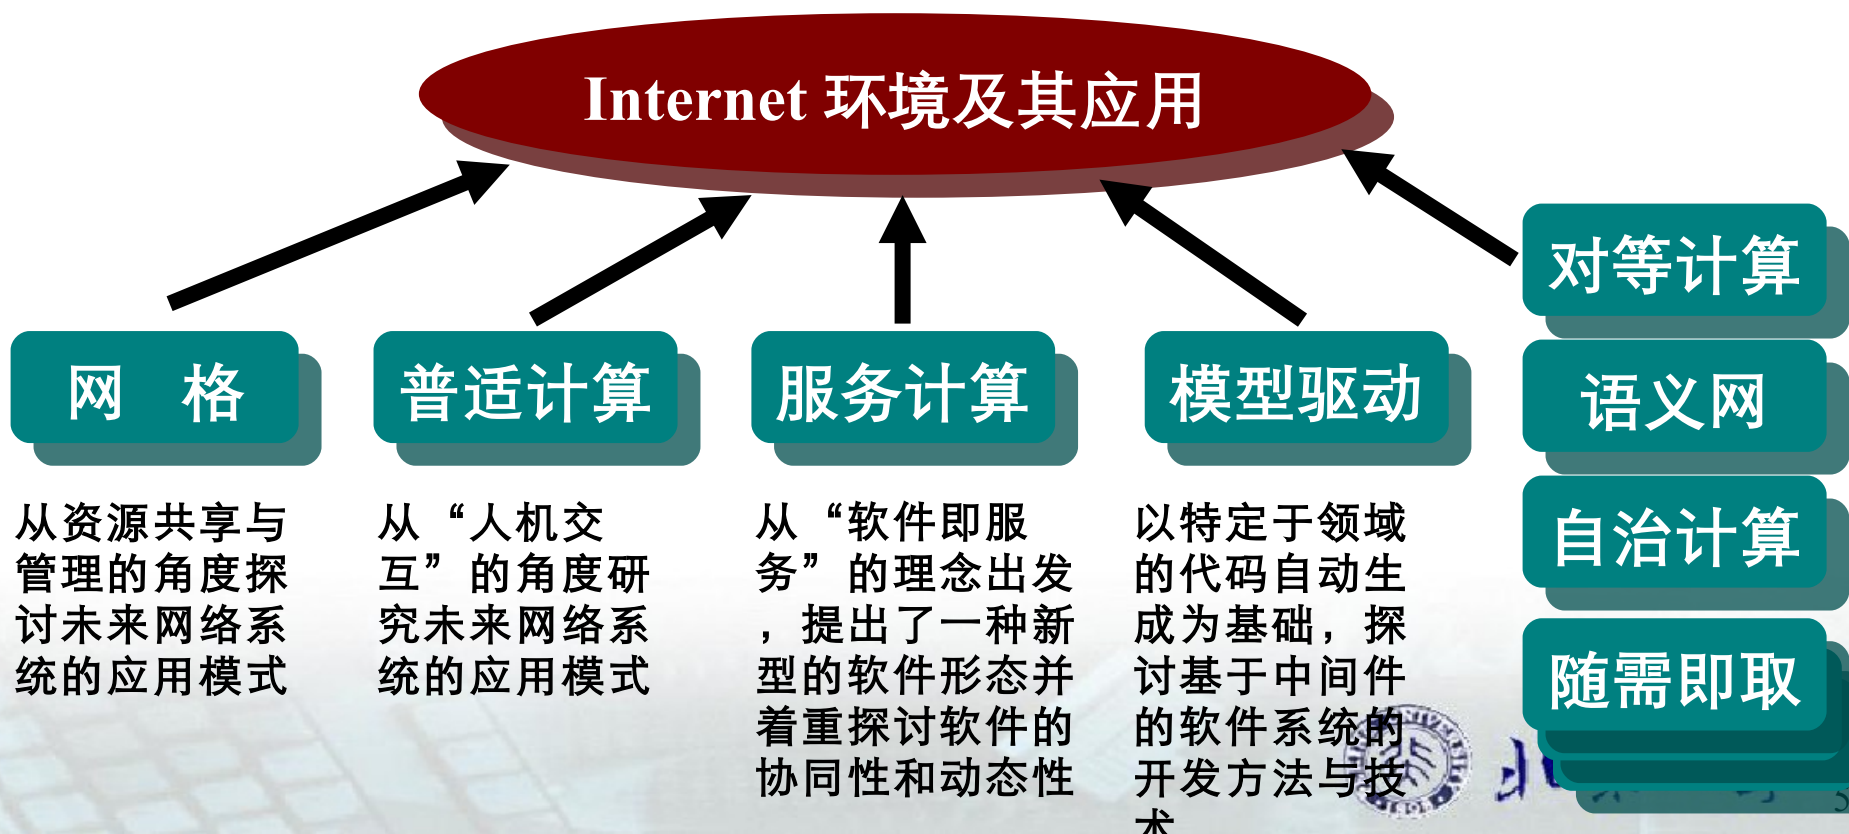 Internet 环境及其应用
对等计算
网 格
普适计算
服务计算
模型驱动
语义网
自治计算
随需即取
从资源共享与
管理的角度探
讨未来网络系
统的应用模式
从“人机交
互”的角度研
究未来网络系
统的应用模式
从“软件即服
务”的理念出发
，提出了一种新
型的软件形态并
着重探讨软件的
协同性和动态性
以特定于领域
的代码自动生
成为基础，探
讨基于中间件
的软件系统的
开发方法与技
术
北
5